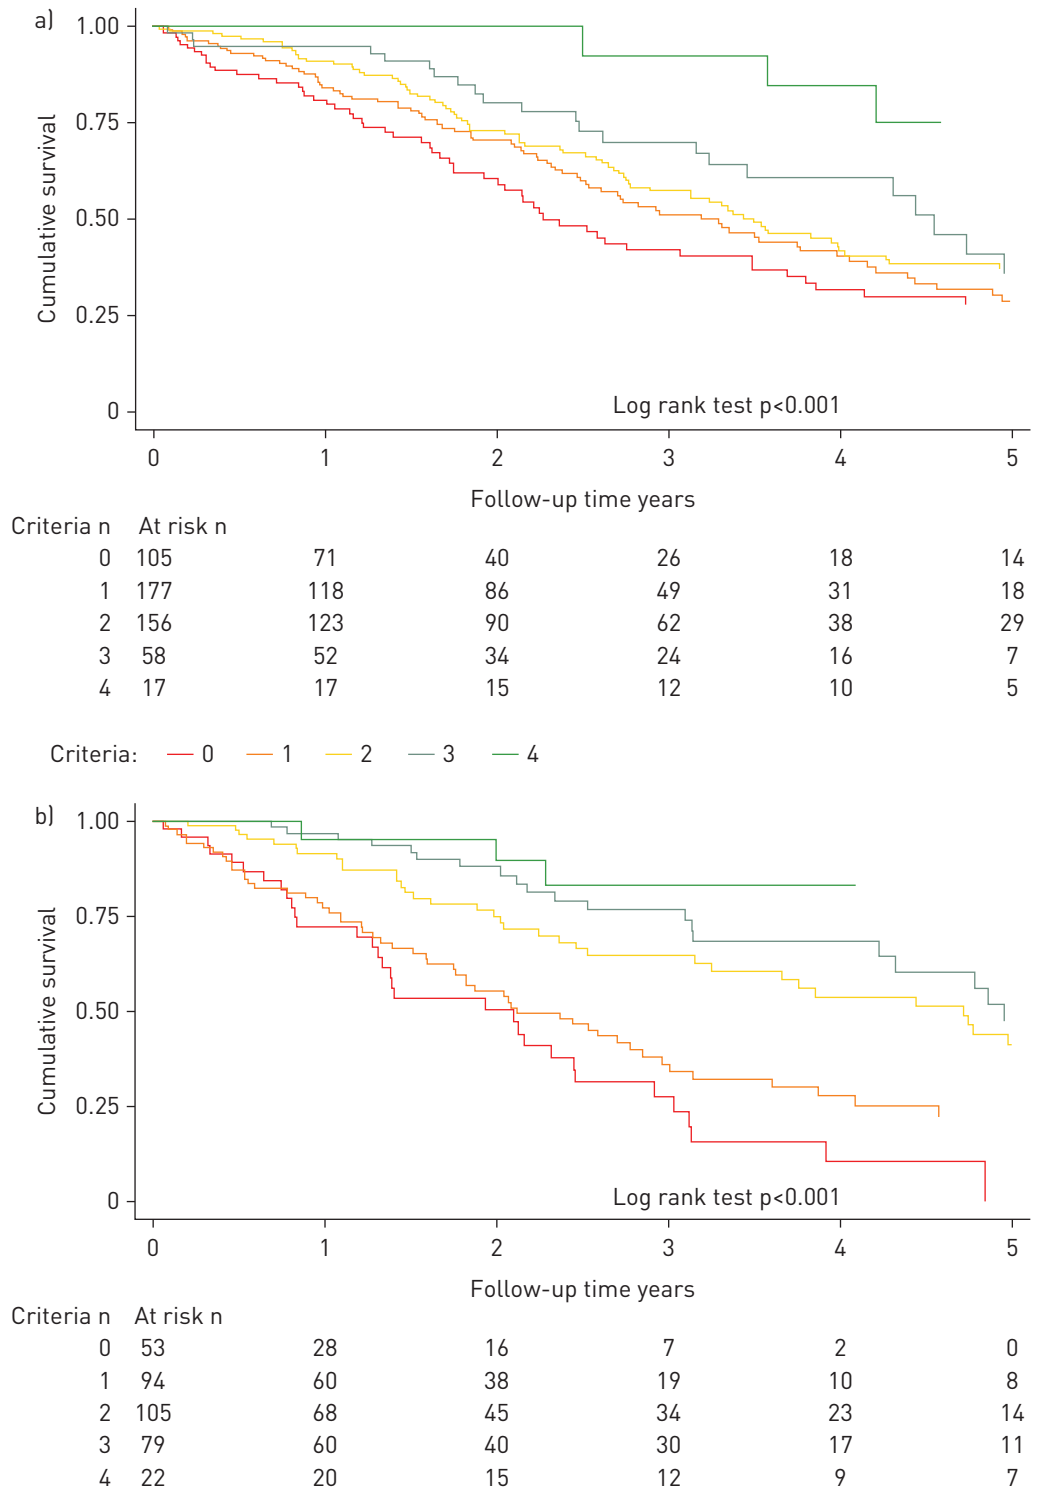 a)
1.00
0.75
0.50
0.25
0
Cumulative survival
Log rank test p<0.001
0 1 2 3 4 5
Follow-up time years
Criteria n At risk n
0 105 71 40 26 18 14
1 177 118 86 49 31 18
2 156 123 90 62 38 29
3 58 52 34 24 16 7
4 17 17 15 12 10 5
Criteria: 0 1 2 3 4
b)
1.00
0.75
0.50
0.25
0
Cumulative survival
Log rank test p<0.001
0 1 2 3 4 5
Follow-up time years
Criteria n At risk n
0 53 28 16 7 2 0
1 94 60 38 19 10 8
2 105 68 45 34 23 14
3 79 60 40 30 17 11
4 22 20 15 12 9 7